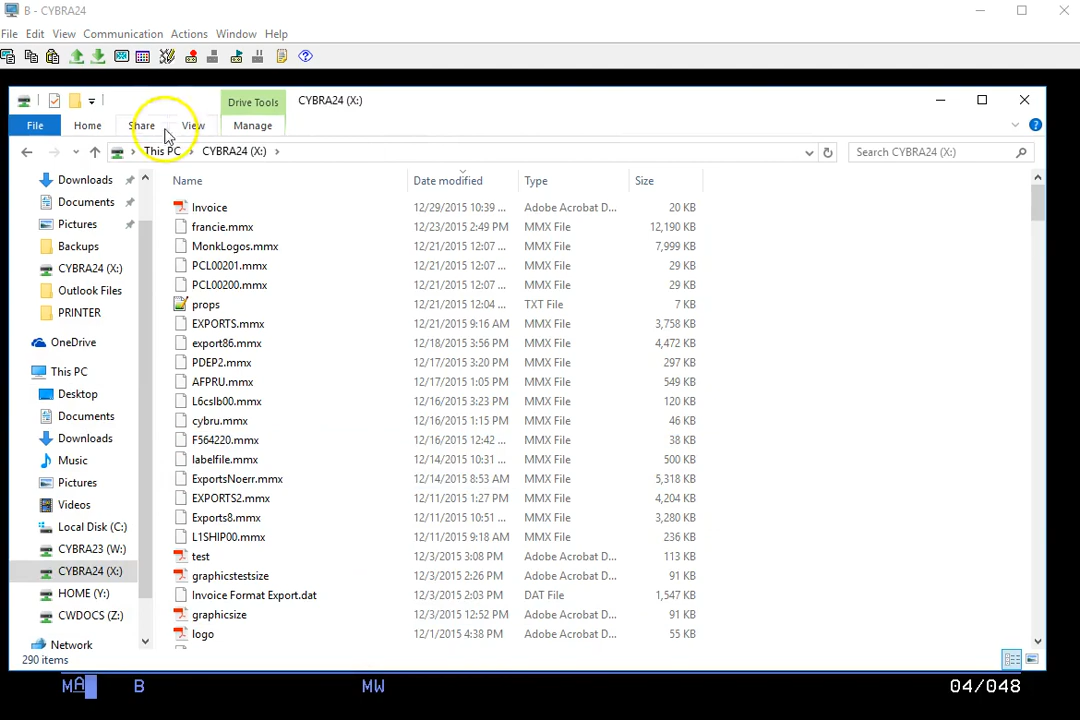 B - CYBRA24
File Edit View Communication Actions Window Help
Drive Tools CYBRA24 (X:)
File Home Share View Manage
This PC CYBRA24 (X:) Search CYBRA24 (X:)
Name Date modified Type Size
Downloads
Documents
Pictures
Backups
CYBRA24 (X:)
Outlook Files
PRINTER
OneDrive
This PC
Desktop
Documents
Downloads
Music
Pictures
Videos
Local Disk (C:)
CYBRA23 (W:)
CYBRA24 (X:)
HOME (Y:)
CWDOCS (Z:)
Network
Invoice 12/29/2015 10:39 ... Adobe Acrobat D... 20 KB
francie.mmx 12/23/2015 2:49 PM MMX File 12,190 KB
MonkLogos.mmx 12/21/2015 12:07 ... MMX File 7,999 KB
PCL00201.mmx 12/21/2015 12:07 ... MMX File 29 KB
PCL00200.mmx 12/21/2015 12:07 ... MMX File 29 KB
props 12/21/2015 12:04 ... TXT File 7 KB
EXPORTS.mmx 12/21/2015 9:16 AM MMX File 3,758 KB
export86.mmx 12/18/2015 3:56 PM MMX File 4,472 KB
PDEP2.mmx 12/17/2015 3:20 PM MMX File 297 KB
AFPRU.mmx 12/17/2015 1:05 PM MMX File 549 KB
L6cslb00.mmx 12/16/2015 3:23 PM MMX File 120 KB
cybru.mmx 12/16/2015 1:15 PM MMX File 46 KB
F564220.mmx 12/16/2015 12:42 ... MMX File 38 KB
labelfile.mmx 12/14/2015 10:31 ... MMX File 500 KB
ExportsNoerr.mmx 12/14/2015 8:53 AM MMX File 5,318 KB
EXPORTS2.mmx 12/11/2015 1:27 PM MMX File 4,204 KB
Exports8.mmx 12/11/2015 10:51 ... MMX File 3,280 KB
L1SHIP00.mmx 12/11/2015 9:18 AM MMX File 236 KB
test 12/3/2015 3:08 PM Adobe Acrobat D... 113 KB
graphicstestsize 12/3/2015 2:26 PM Adobe Acrobat D... 91 KB
Invoice Format Export.dat 12/3/2015 2:03 PM DAT File 1,547 KB
graphicsize 12/3/2015 12:52 PM Adobe Acrobat D... 91 KB
logo 12/1/2015 4:38 PM Adobe Acrobat D... 55 KB
290 items
MA B MW 04/048